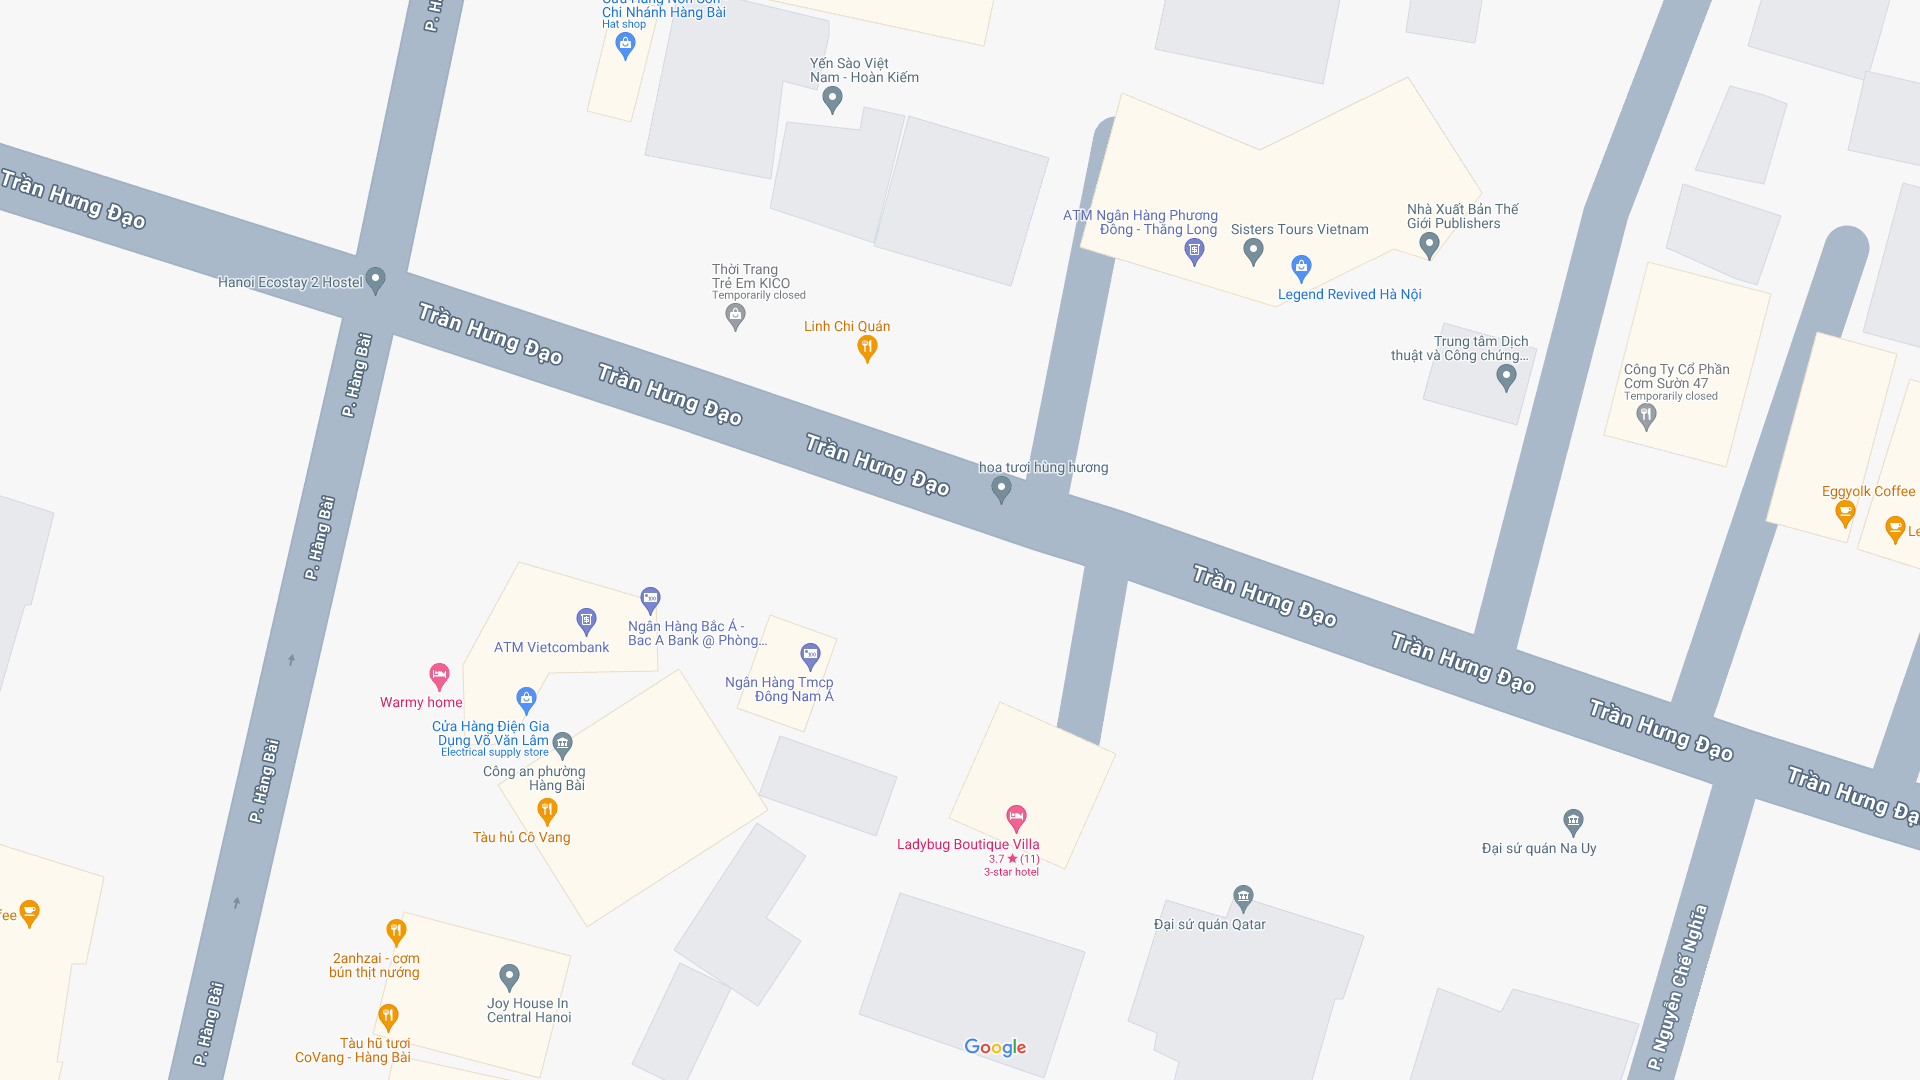 Chi Nhánh Hàng Bài
Hat shop
Yến Sào Việt
Nam - Hoàn Kiếm
Trần Hưng Đạo
ATM Ngân Hàng Phương
Đông - Thăng Long
Sisters Tours Vietnam
Nhà Xuất Bản Thế
Giới Publishers
Hanoi Ecostay 2 Hostel
Thời Trang
Trẻ Em KICO
Temporarily closed
Legend Revived Hà Nội
Trần Hưng Đạo
Linh Chi Quán
P. Hàng Bài
Trần Hưng Đạo
Trung tâm Dịch
thuật và Công chứng...
Công Ty Cổ Phần
Cơm Sườn 47
Temporarily closed
Trần Hưng Đạo
hoa tươi hùng hương
Eggyolk Coffee
P. Hàng Bài
Trần Hưng Đạo
ATM Vietcombank
Ngân Hàng Bắc Á -
Bac A Bank @ Phòng...
Trần Hưng Đạo
Warmy home
Ngân Hàng Tmcp
Đông Nam Á
Trần Hưng Đạo
Cửa Hàng Điện Gia
Dụng Võ Văn Lâm
Electrical supply store
P. Hàng Bài
Công an phường
Hàng Bài
Trần Hưng
Tàu hủ Cô Vang
Ladybug Boutique Villa
3.7 ★ (11)
3-star hotel
Đại sứ quán Na Uy
Đại sứ quán Qatar
2anhzai - cơm
bún thịt nướng
Joy House In
Central Hanoi
P. Nguyễn Chế Nghĩa
P. Hàng Bài
Tàu hũ tươi
CoVang - Hàng Bài
Google